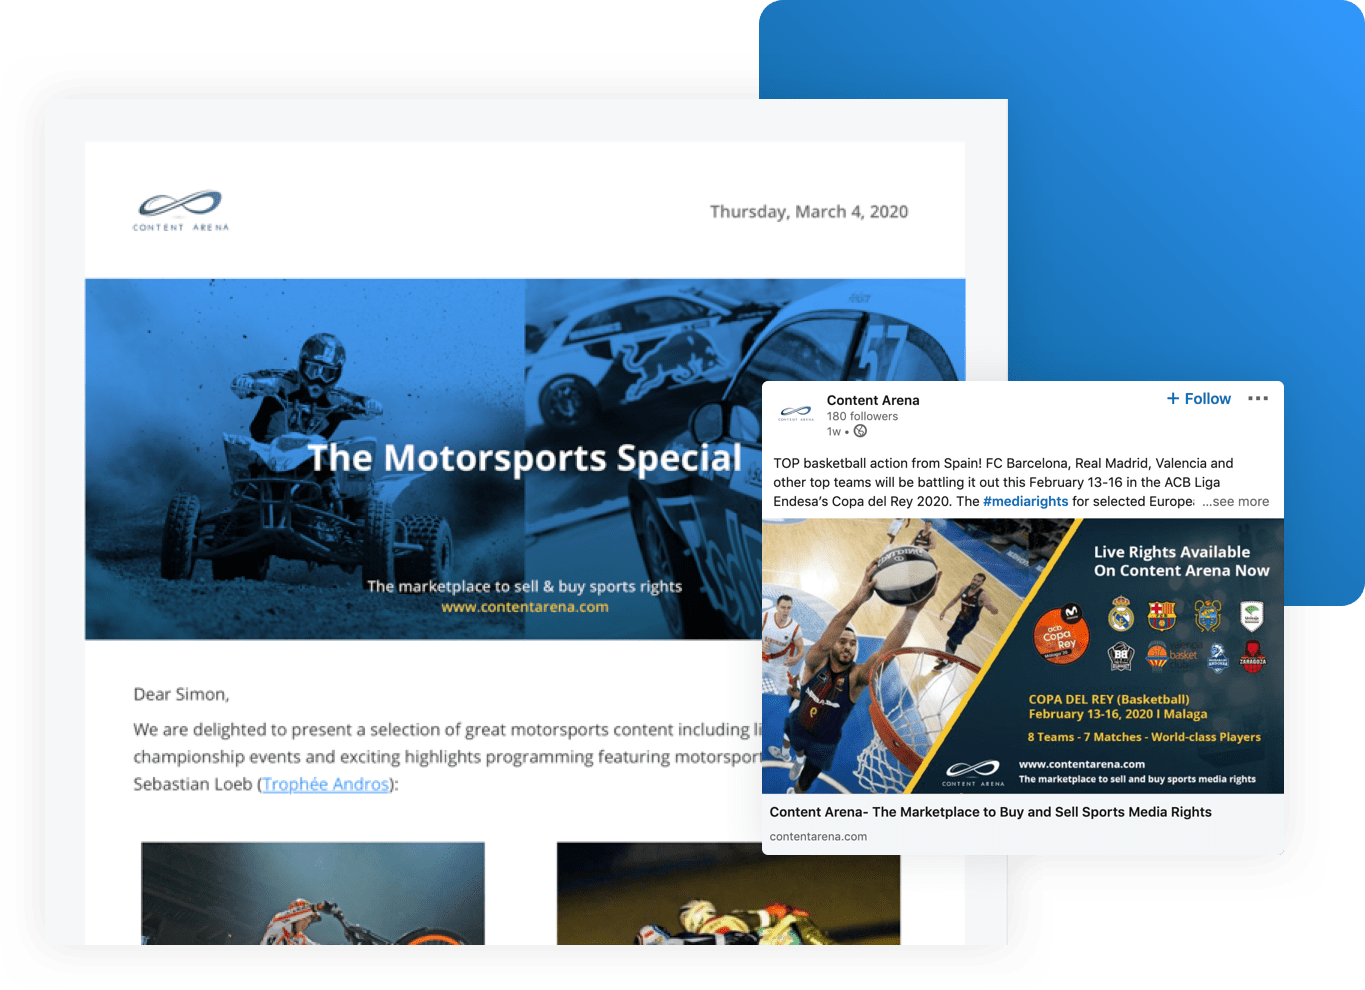 CONTENT ARENA
Thursday, March 4, 2020
57
The Motorsports Special
The marketplace to sell & buy sports rights
www.contentarena.com
Dear Simon,
We are delighted to present a selection of great motorsports content including li
championship events and exciting highlights programming featuring motorsport
Sebastian Loeb (Trophée Andros):
Content Arena
180 followers
1w •
+ Follow
TOP basketball action from Spain! FC Barcelona, Real Madrid, Valencia and
other top teams will be battling it out this February 13-16 in the ACB Liga
Endesa's Copa del Rey 2020. The #mediarights for selected Europe ...see more
Live Rights Available
On Content Arena Now
acb
Copa
del
Rey
BB
basket
ZARAGOZA
COPA DEL REY (Basketball)
February 13-16, 2020 I Malaga
8 Teams - 7 Matches - World-class Players
CONTENT ARENA
www.contentarena.com
The marketplace to sell and buy sports media rights
Content Arena- The Marketplace to Buy and Sell Sports Media Rights
contentarena.com